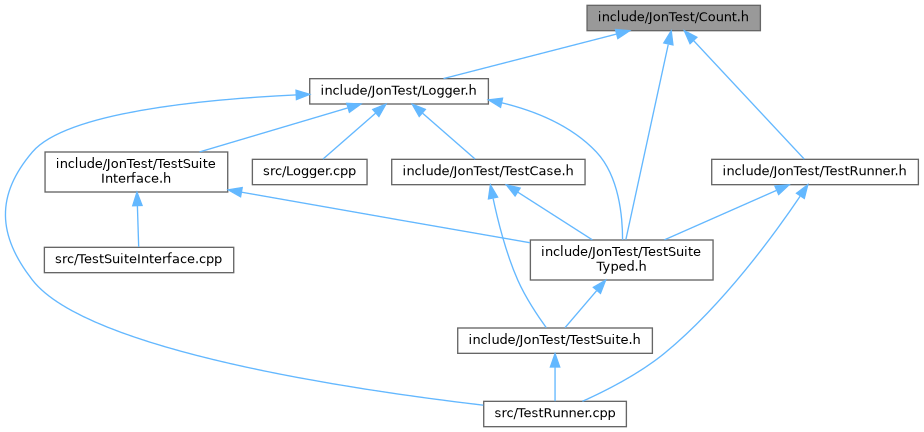 include/JonTest/Count.h
include/JonTest/Logger.h
include/JonTest/TestSuite
Interface.h
src/Logger.cpp
include/JonTest/TestCase.h
include/JonTest/TestRunner.h
src/TestSuiteInterface.cpp
include/JonTest/TestSuite
Typed.h
include/JonTest/TestSuite.h
src/TestRunner.cpp